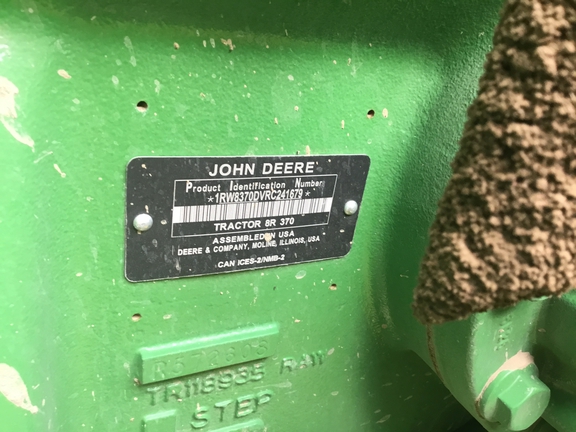 JOHN DEERE
Product Identification Number
*1RW8370DVRC241679*
TRACTOR 8R 370
ASSEMBLED IN USA
DEERE & COMPANY, MOLINE, ILLINOIS, USA
CAN ICES-2/NMB-2
TR118935 RAW
STEP